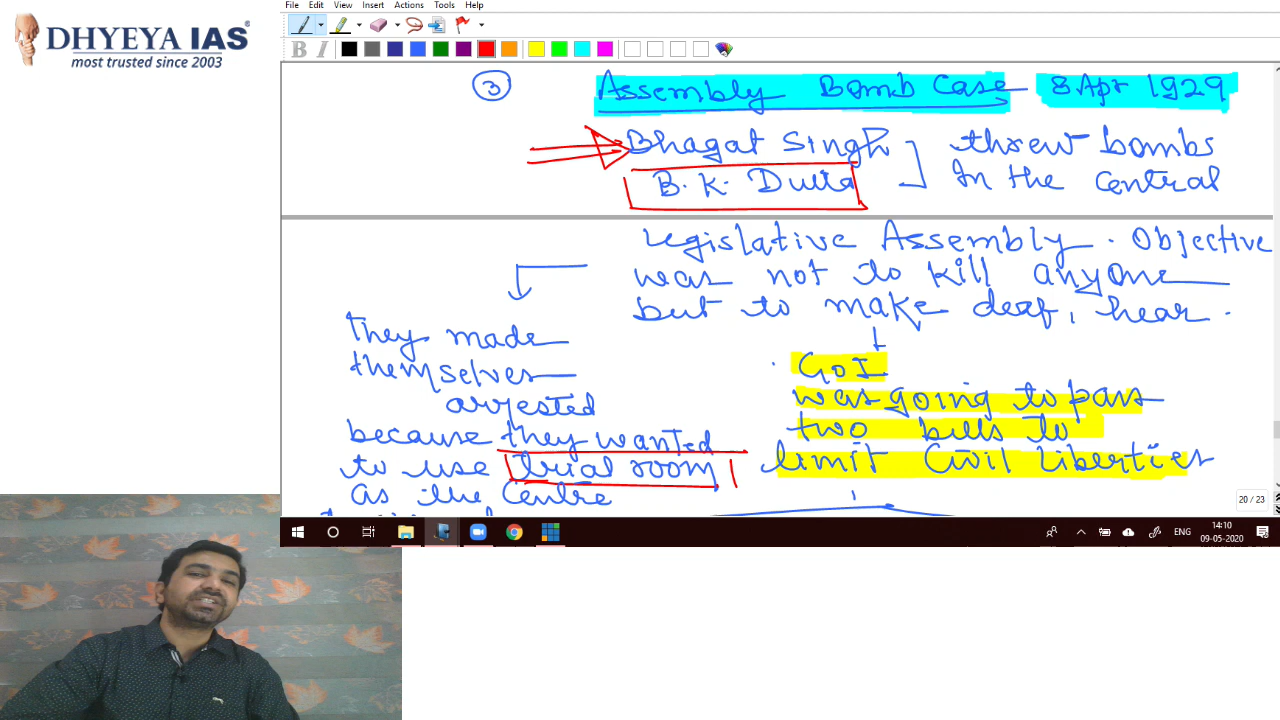 DHYEYA IAS®
most trusted since 2003
File Edit View Insert Actions Tools Help
B I
③ Assembly Bomb Case 8 Apr 1929
Bhagat Singh
B. K. Dutta
threw bombs
In the Central
Legislative Assembly. Objective
was not to kill anyone
but to make deaf, hear.
They made
themselves
arrested
because they wanted
to use trial room
as the Centre
GoI
was going to pass
two bills to
limit Civil Liberties
20 / 23
ENG
14:10
09-05-2020